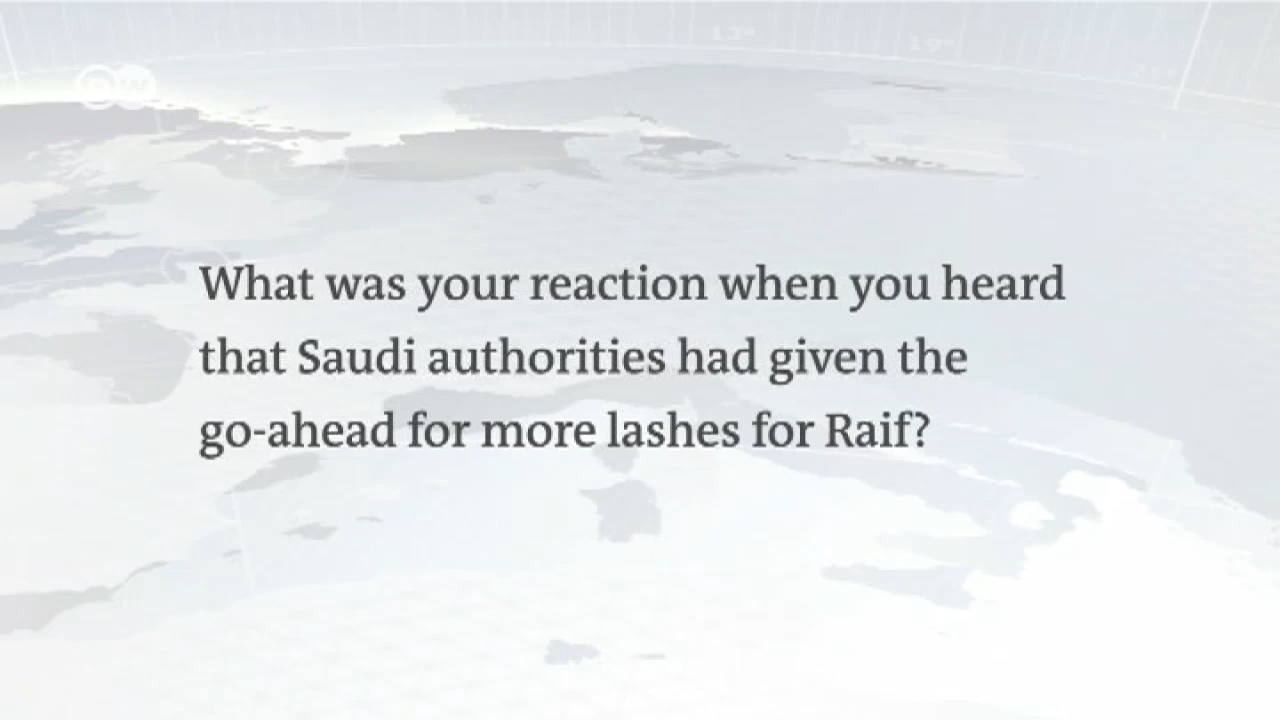 DW
What was your reaction when you heard
that Saudi authorities had given the
go-ahead for more lashes for Raif?